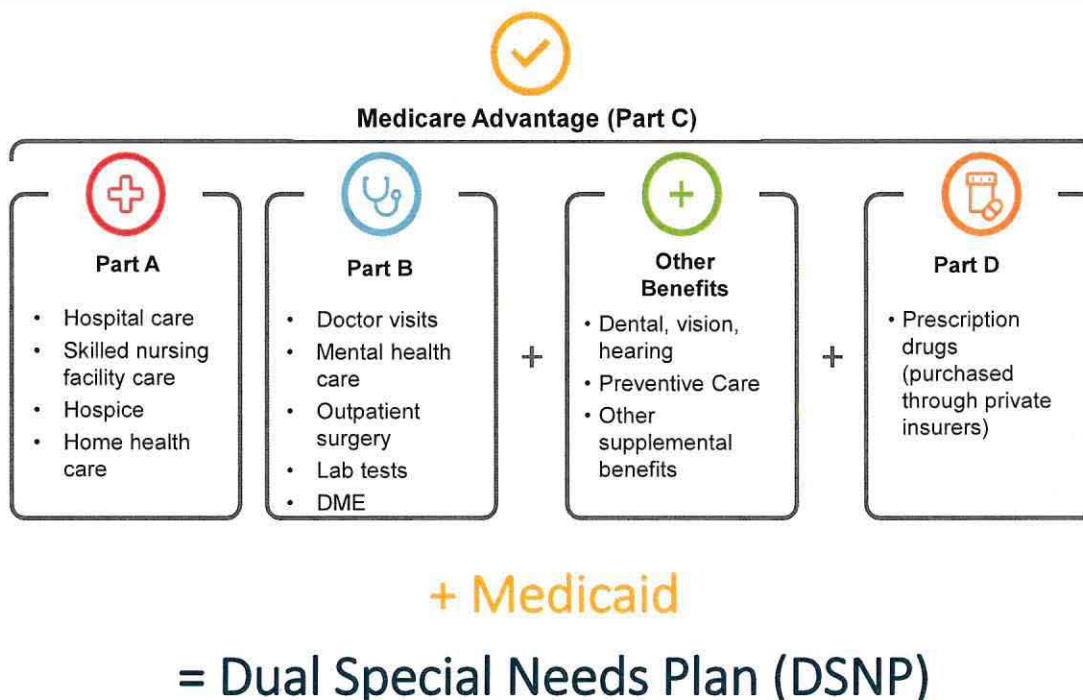 Medicare Advantage (Part C)
Part A
• Hospital care
• Skilled nursing
facility care
• Hospice
• Home health
care
Part B
• Doctor visits
• Mental health
care
• Outpatient
surgery
• Lab tests
• DME
+
Other
Benefits
• Dental, vision,
hearing
• Preventive Care
• Other
supplemental
benefits
+
Part D
• Prescription
drugs
(purchased
through private
insurers)
+ Medicaid
= Dual Special Needs Plan (DSNP)